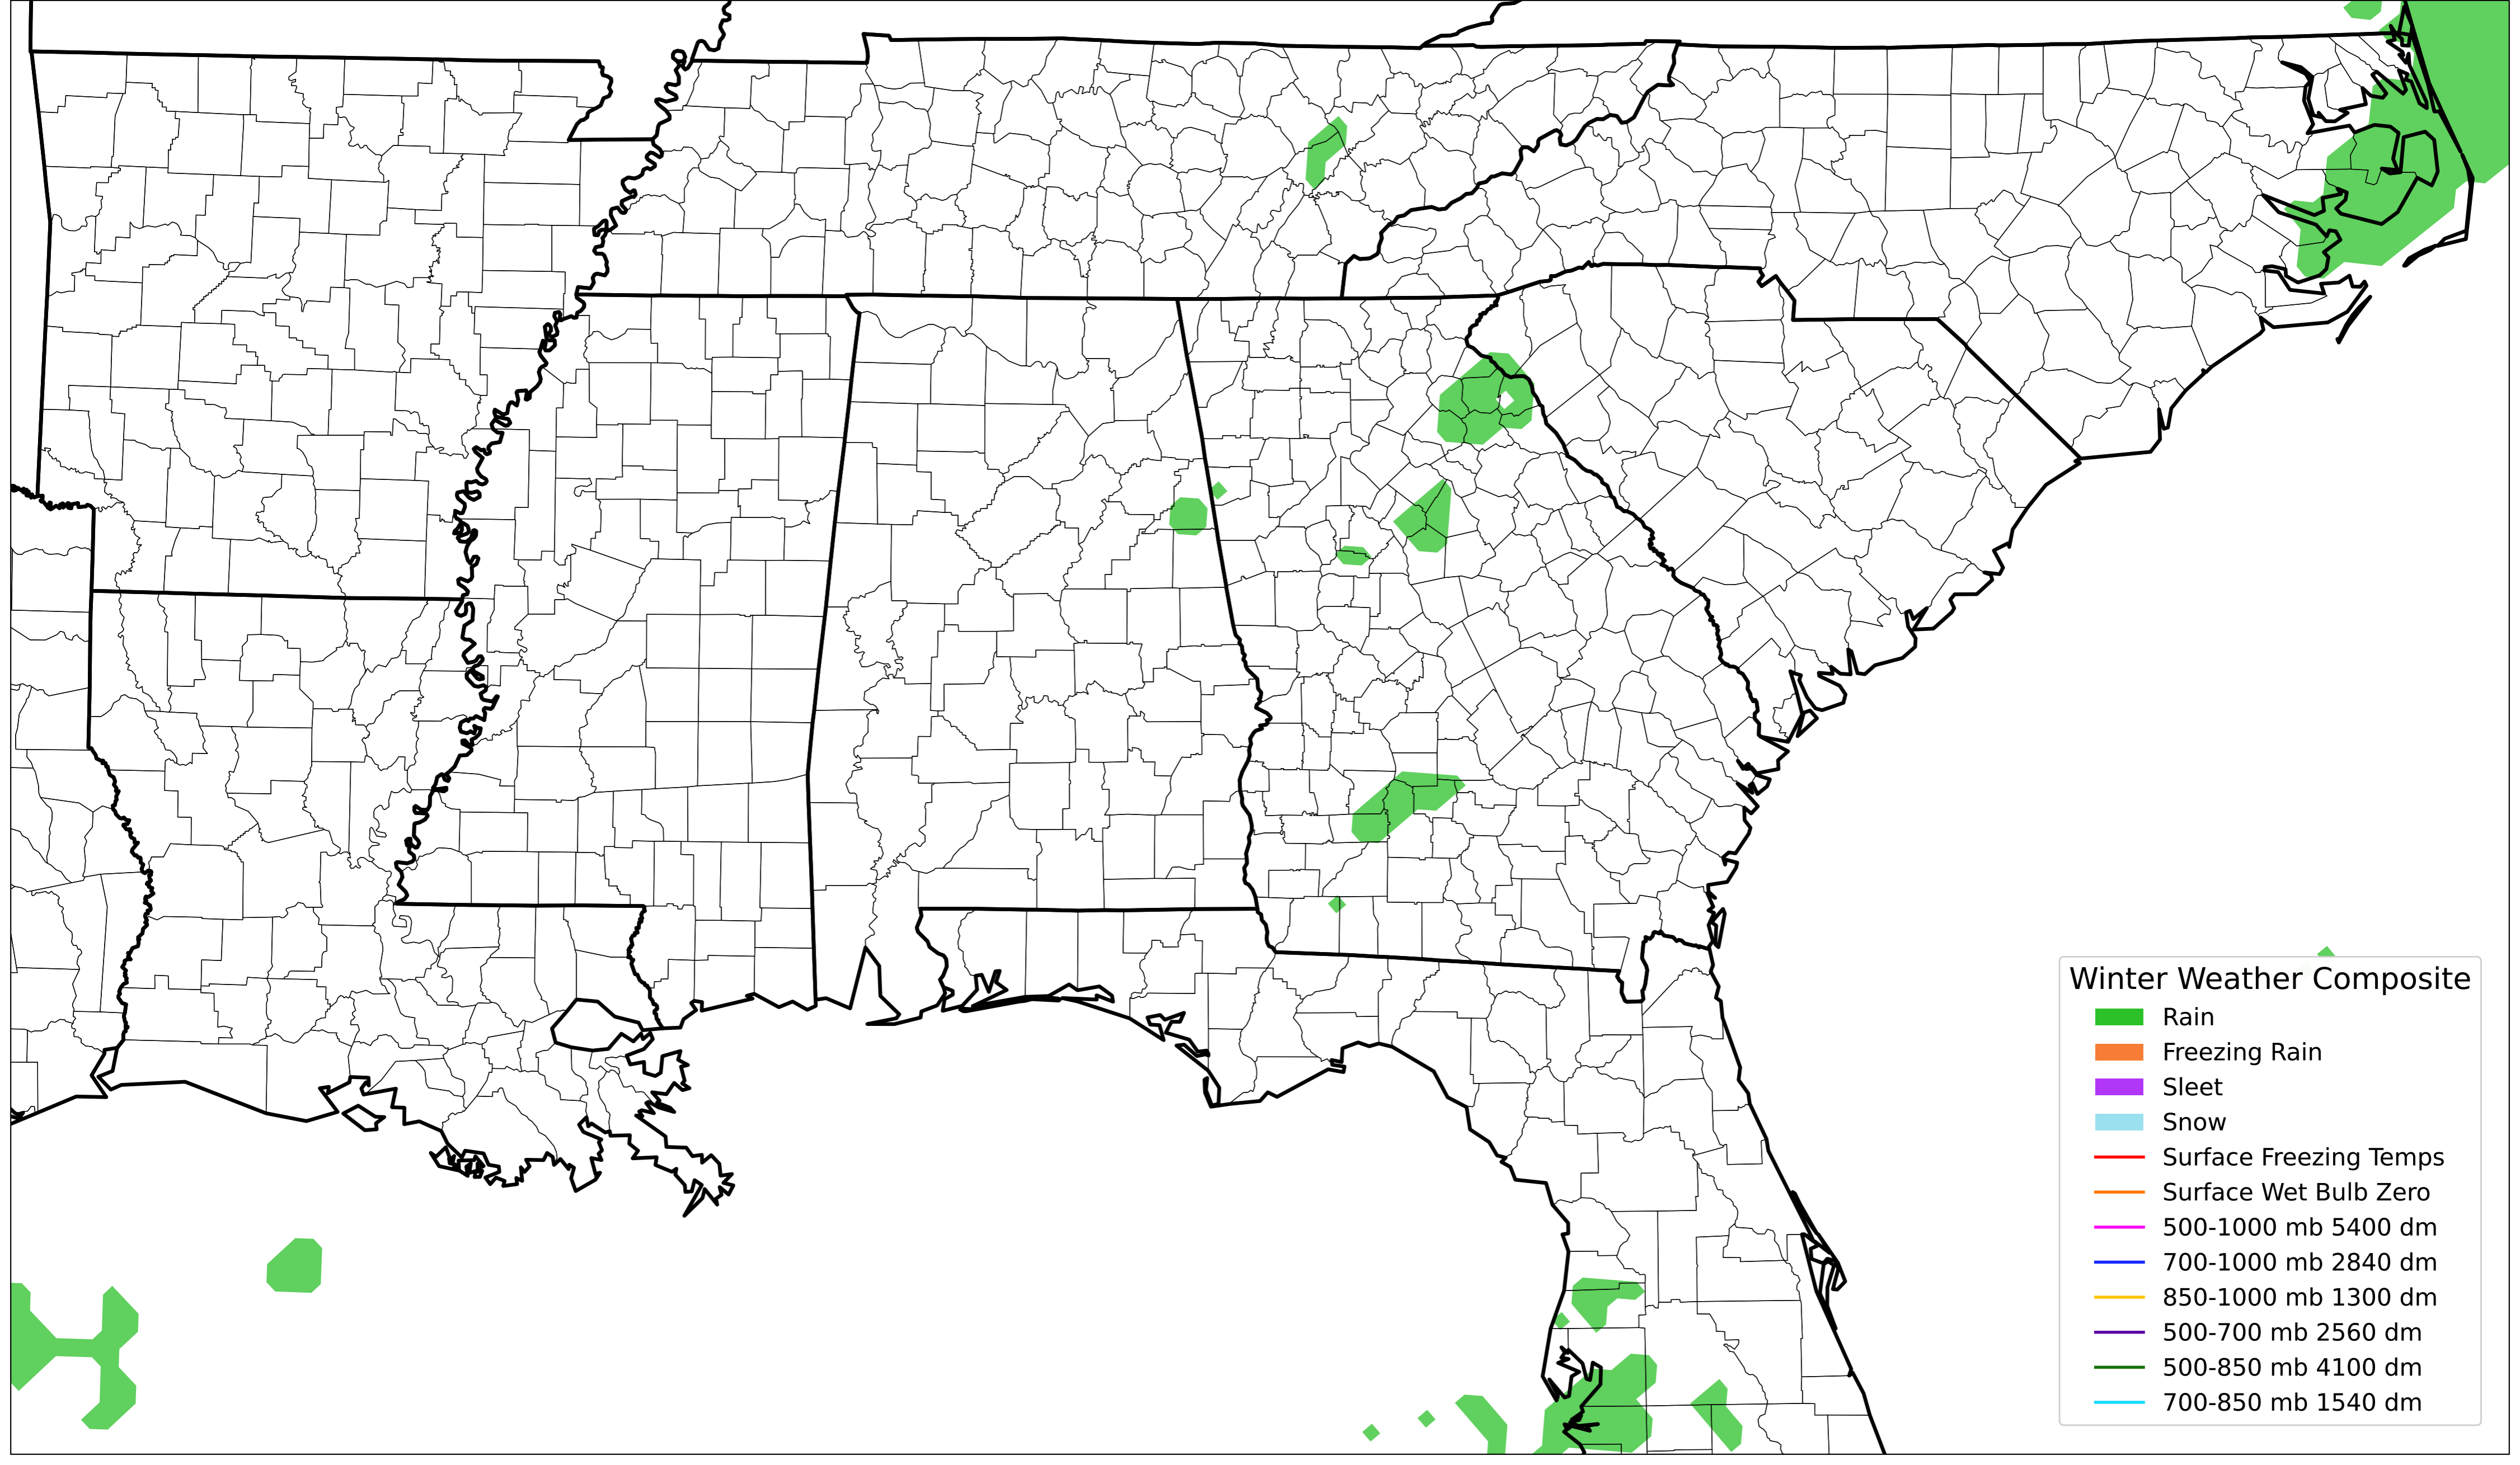 Winter Weather Composite
Rain
Freezing Rain
Sleet
Snow
Surface Freezing Temps
Surface Wet Bulb Zero
500-1000 mb 5400 dm
700-1000 mb 2840 dm
850-1000 mb 1300 dm
500-700 mb 2560 dm
500-850 mb 4100 dm
700-850 mb 1540 dm